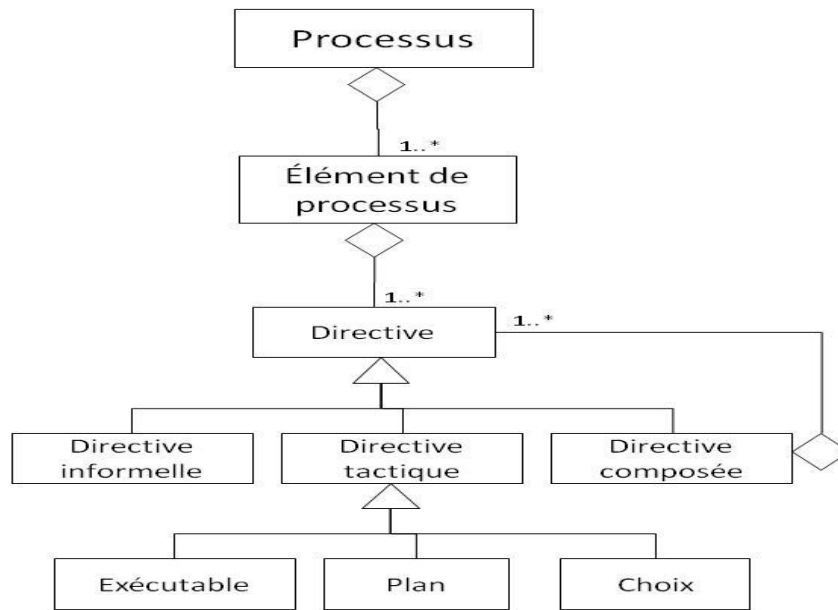 Processus
1..*
Élément de
processus
1..*
Directive
1..*
Directive
informelle
Directive
tactique
Directive
composée
Exécutable
Plan
Choix